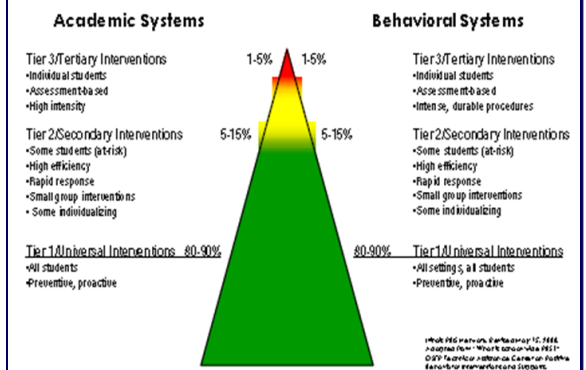 Academic Systems
Behavioral Systems
Tier 3/Tertiary Interventions 1-5%
•Individual students
•Assessment-based
•High intensity
1-5% Tier 3/Tertiary Interventions
•Individual students
•Assessment-based
•Intense, durable procedures
Tier 2/Secondary Interventions 5-15%
•Some students (at-risk)
•High efficiency
•Rapid response
•Small group interventions
• Some individualizing
5-15% Tier 2/Secondary Interventions
•Some students (at-risk)
•High efficiency
•Rapid response
•Small group interventions
•Some individualizing
Tier 1/Universal Interventions 80-90%
•All students
•Preventive, proactive
80-90% Tier 1/Universal Interventions
•All settings, all students
•Preventive, proactive